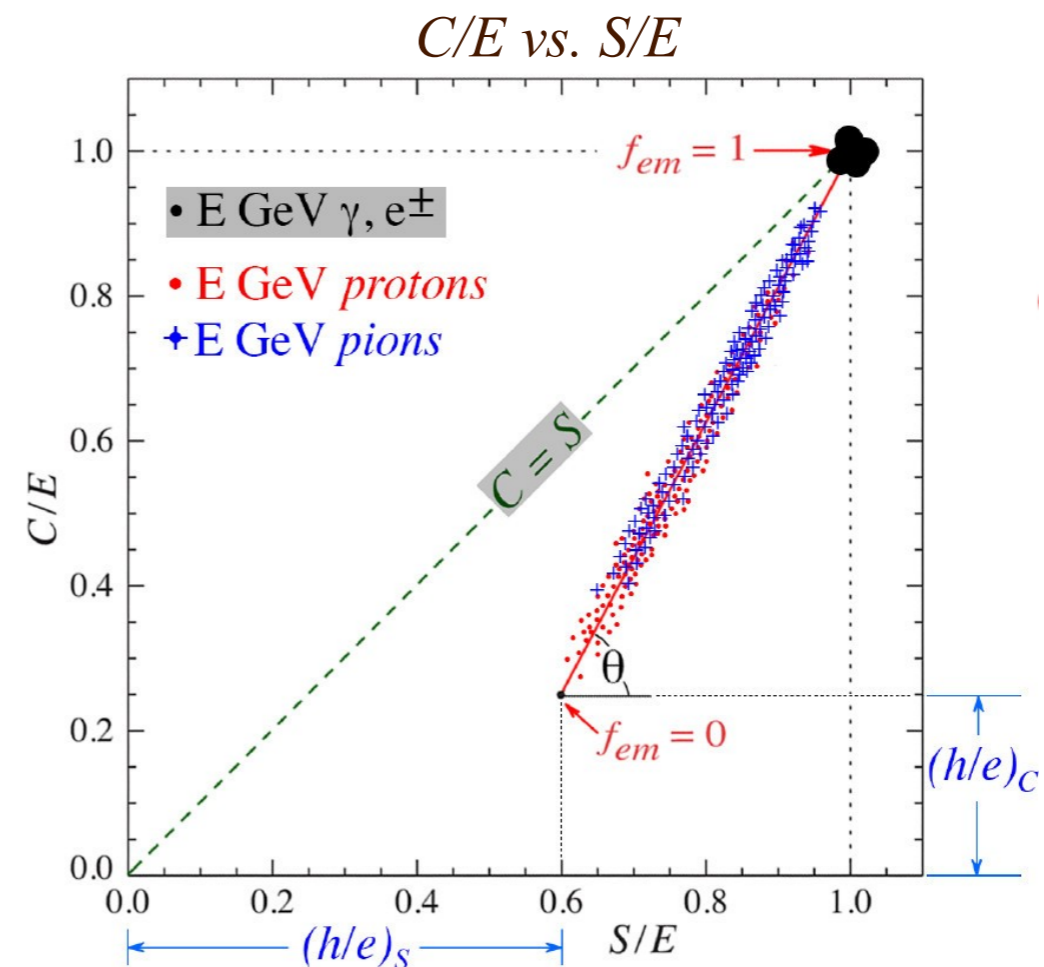 C/E vs. S/E
1.0
f_em = 1
• E GeV γ, e±
• E GeV protons
+ E GeV pions
0.8
0.6
C = S
C/E
0.4
θ
0.2
f_em = 0
(h/e)_C
0.0
0.0 0.2 0.4 0.6 0.8 1.0
(h/e)_S
S/E